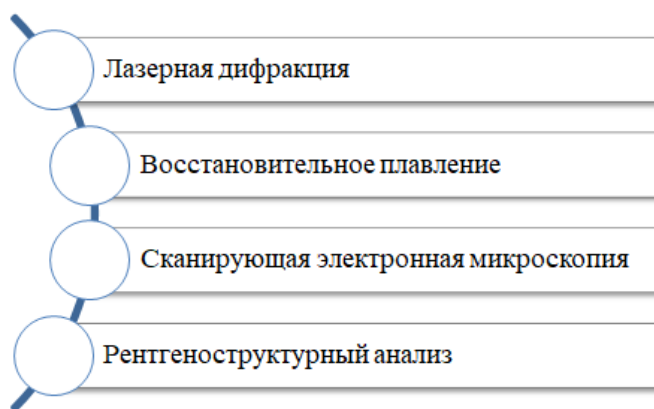 Лазерная дифракция
Восстановительное плавление
Сканирующая электронная микроскопия
Рентгеноструктурный анализ